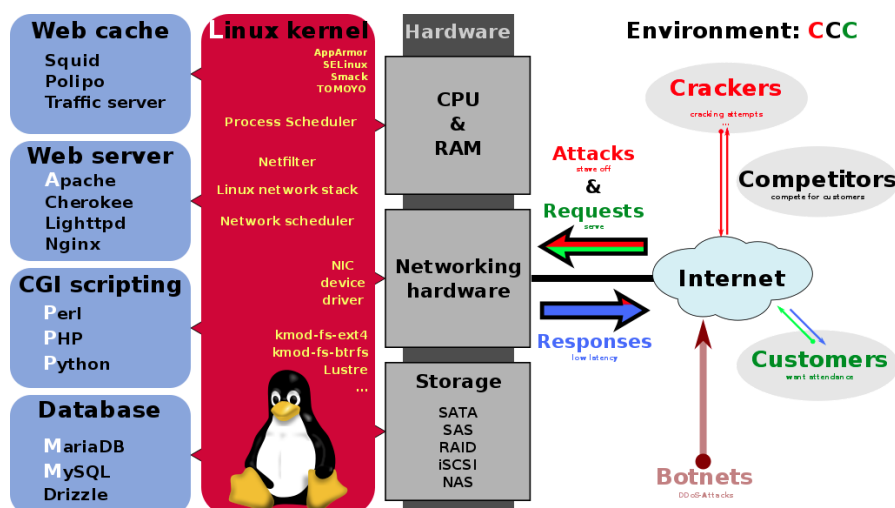 Web cache
Squid
Polipo
Traffic server
Web server
Apache
Cherokee
Lighttpd
Nginx
CGI scripting
Perl
PHP
Python
Database
MariaDB
MySQL
Drizzle
Linux kernel
AppArmor
SELinux
Smack
TOMOYO
Process Scheduler
Netfilter
Linux network stack
Network scheduler
NIC
device
driver
kmod-fs-ext4
kmod-fs-btrfs
Lustre
...
Hardware
CPU
&
RAM
Networking
hardware
Storage
SATA
SAS
RAID
iSCSI
NAS
Environment: CCC
Crackers
cracking attempts
...
Attacks
stave off
&
Requests
serve
Competitors
compete for customers
Internet
Responses
low latency
Customers
want attendance
Botnets
DDoS-Attacks